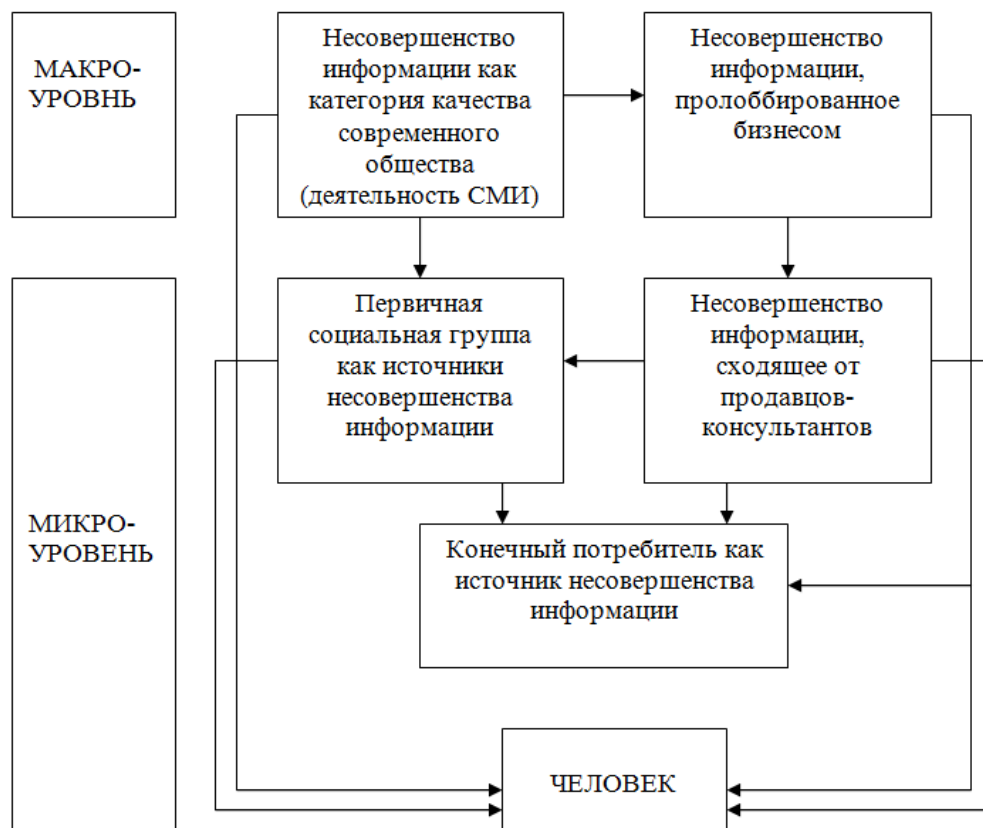 МАКРО-
УРОВНЬ
Несовершенство
информации как
категория качества
современного
общества
(деятельность СМИ)
Несовершенство
информации,
пролоббированное
бизнесом
МИКРО-
УРОВЕНЬ
Первичная
социальная группа
как источники
несовершенства
информации
Несовершенство
информации,
сходящее от
продавцов-
консультантов
Конечный потребитель как
источник несовершенства
информации
ЧЕЛОВЕК